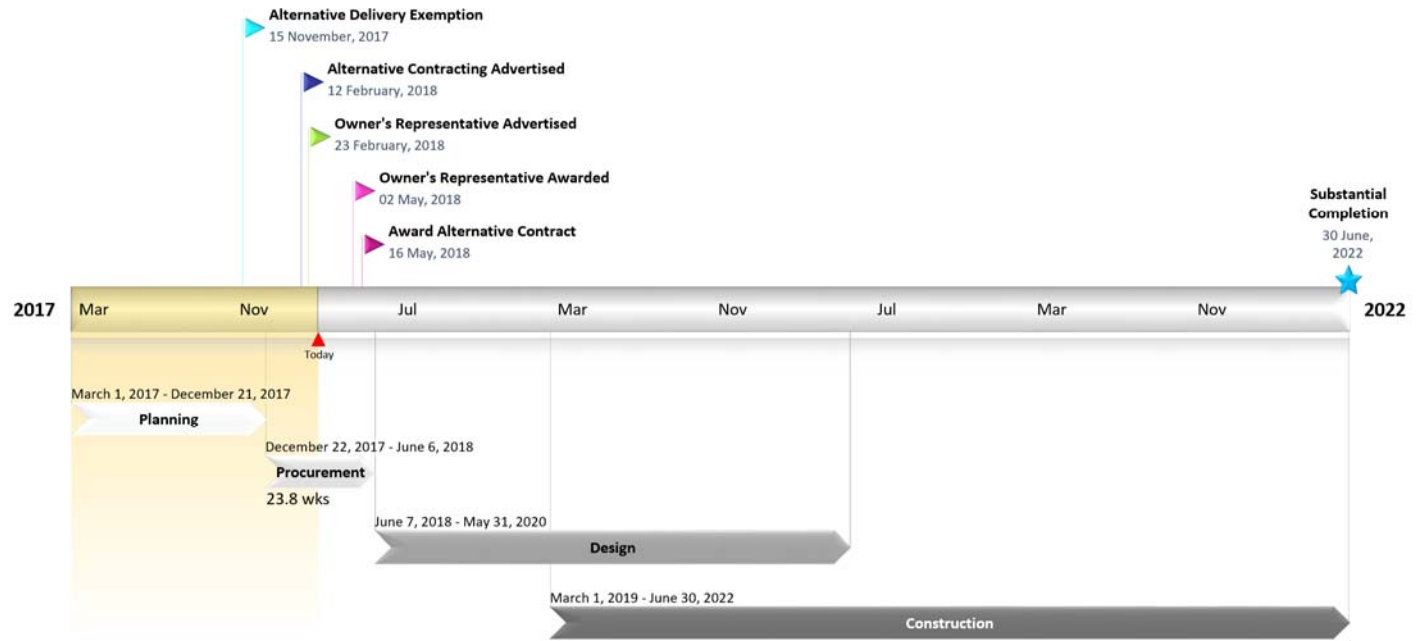 Alternative Delivery Exemption
15 November, 2017
Alternative Contracting Advertised
12 February, 2018
Owner's Representative Advertised
23 February, 2018
Owner's Representative Awarded
02 May, 2018
Award Alternative Contract
16 May, 2018
Substantial
Completion
30 June,
2022
2017 Mar Nov Jul Mar Nov Jul Mar Nov 2022
Today
March 1, 2017 - December 21, 2017
Planning
December 22, 2017 - June 6, 2018
Procurement
23.8 wks
June 7, 2018 - May 31, 2020
Design
March 1, 2019 - June 30, 2022
Construction